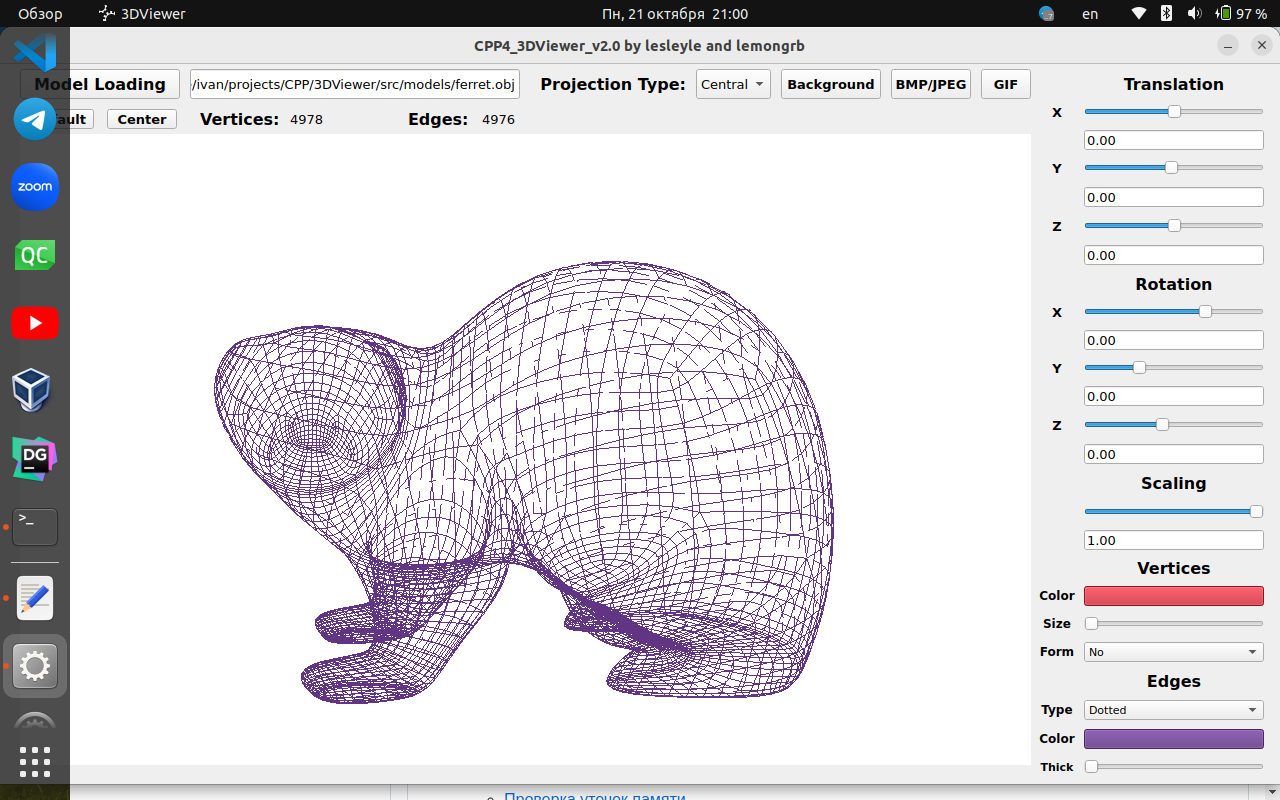 Обзор 3DViewer Пн, 21 октября 21:00 en 97 %
CPP4_3DViewer_v2.0 by lesleyle and lemongrb
Model Loading /ivan/projects/CPP/3DViewer/src/models/ferret.obj Projection Type: Central Background BMP/JPEG GIF
ault Center Vertices: 4978 Edges: 4976
zoom
QC
DG
>_
Translation
X
0.00
Y
0.00
Z
0.00
Rotation
X
0.00
Y
0.00
Z
0.00
Scaling
1.00
Vertices
Color
Size
Form No
Edges
Type Dotted
Color
Thick
Проверка утечек памяти